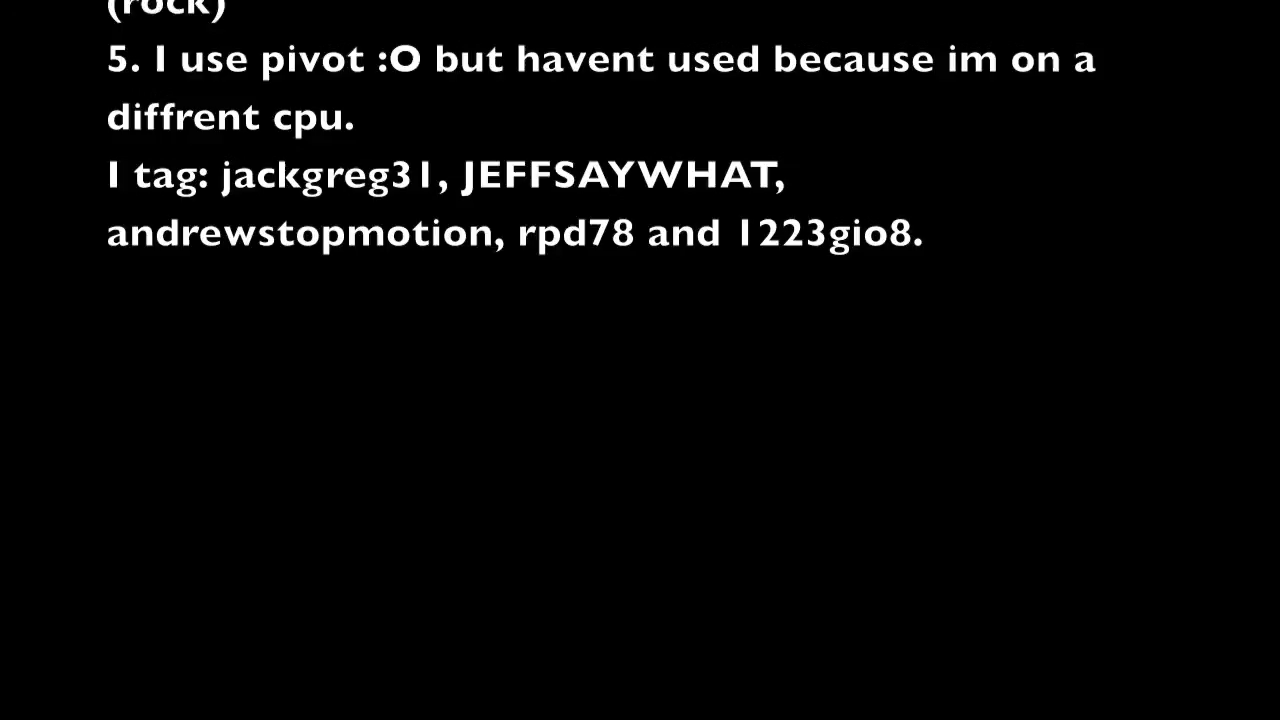 (rock)
5. I use pivot :O but havent used because im on a
diffrent cpu.
I tag: jackgreg31, JEFFSAYWHAT,
andrewstopmotion, rpd78 and 1223gio8.